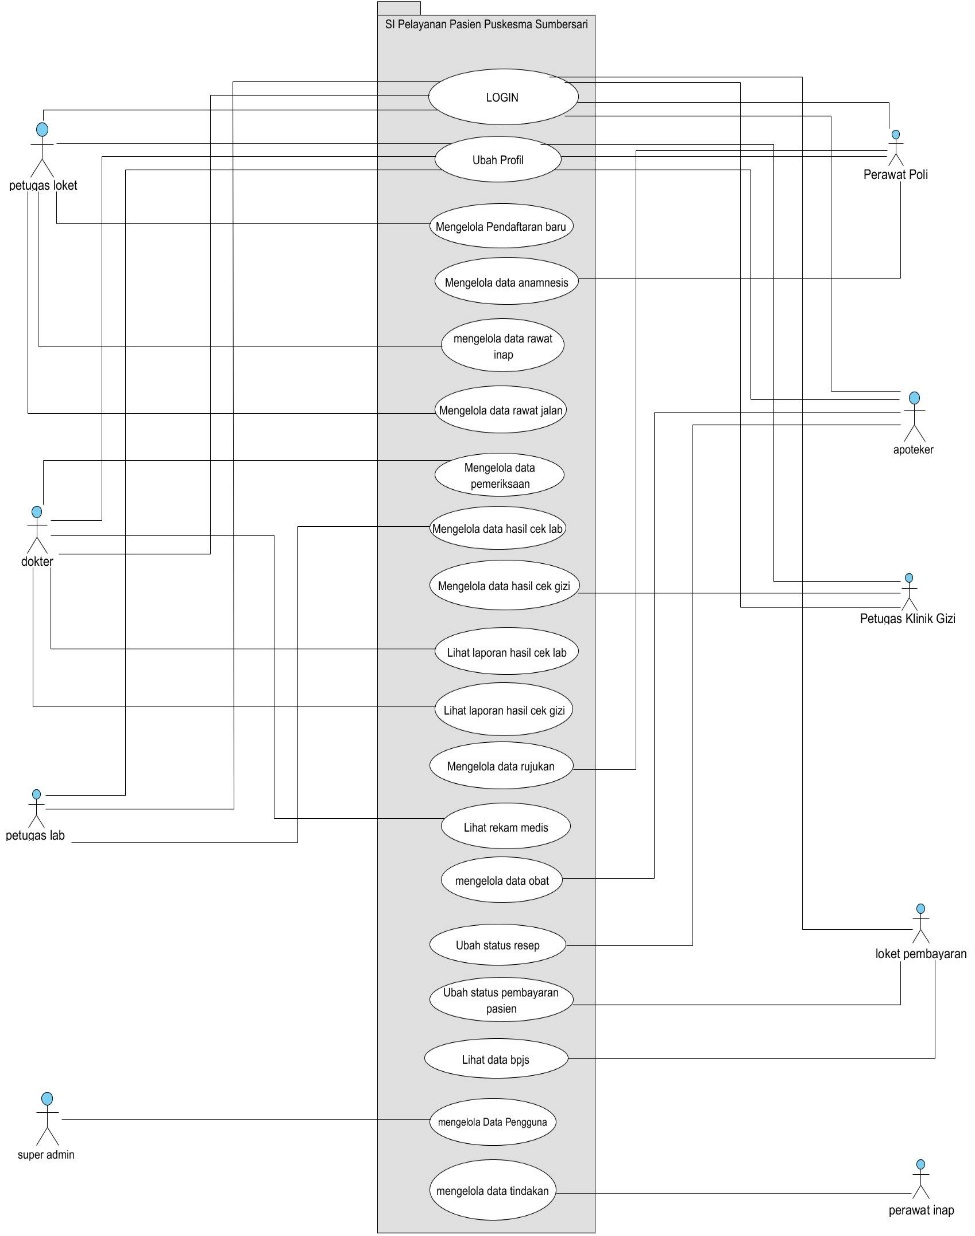 SI Pelayanan Pasien Puskesma Sumbersari
LOGIN
petugas loket
Ubah Profil
Perawat Poli
Mengelola Pendaftaran baru
Mengelola data anamnesis
mengelola data rawat
inap
Mengelola data rawat jalan
apoteker
Mengelola data
pemeriksaan
Mengelola data hasil cek lab
dokter
Mengelola data hasil cek gizi
Petugas Klinik Gizi
Lihat laporan hasil cek lab
Lihat laporan hasil cek gizi
Mengelola data rujukan
Lihat rekam medis
petugas lab
mengelola data obat
Ubah status resep
loket pembayaran
Ubah status pembayaran
pasien
Lihat data bpjs
mengelola Data Pengguna
super admin
mengelola data tindakan
perawat inap